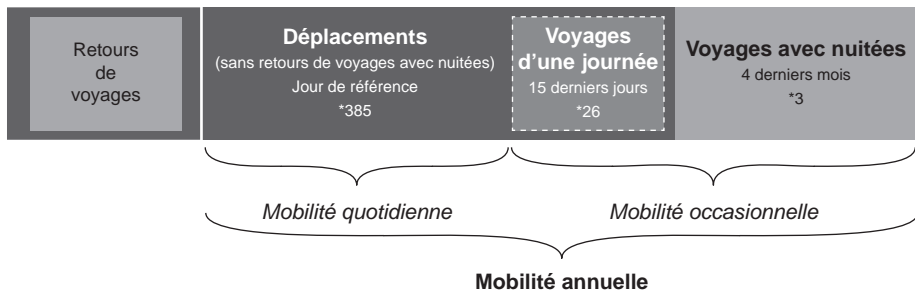 Retours
de
voyages
Déplacements
(sans retours de voyages avec nuitées)
Jour de référence
*385
Voyages
d'une journée
15 derniers jours
*26
Voyages avec nuitées
4 derniers mois
*3
Mobilité quotidienne
Mobilité occasionnelle
Mobilité annuelle